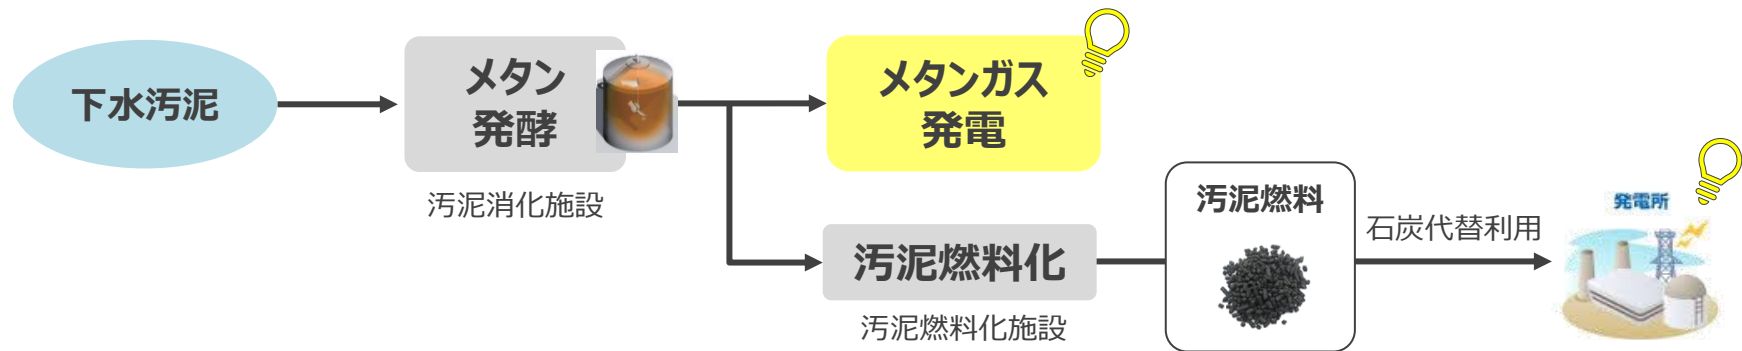 下水汚泥
メタン
発酵
汚泥消化施設
メタンガス
発電
汚泥燃料化
汚泥燃料化施設
汚泥燃料
石炭代替利用
発電所